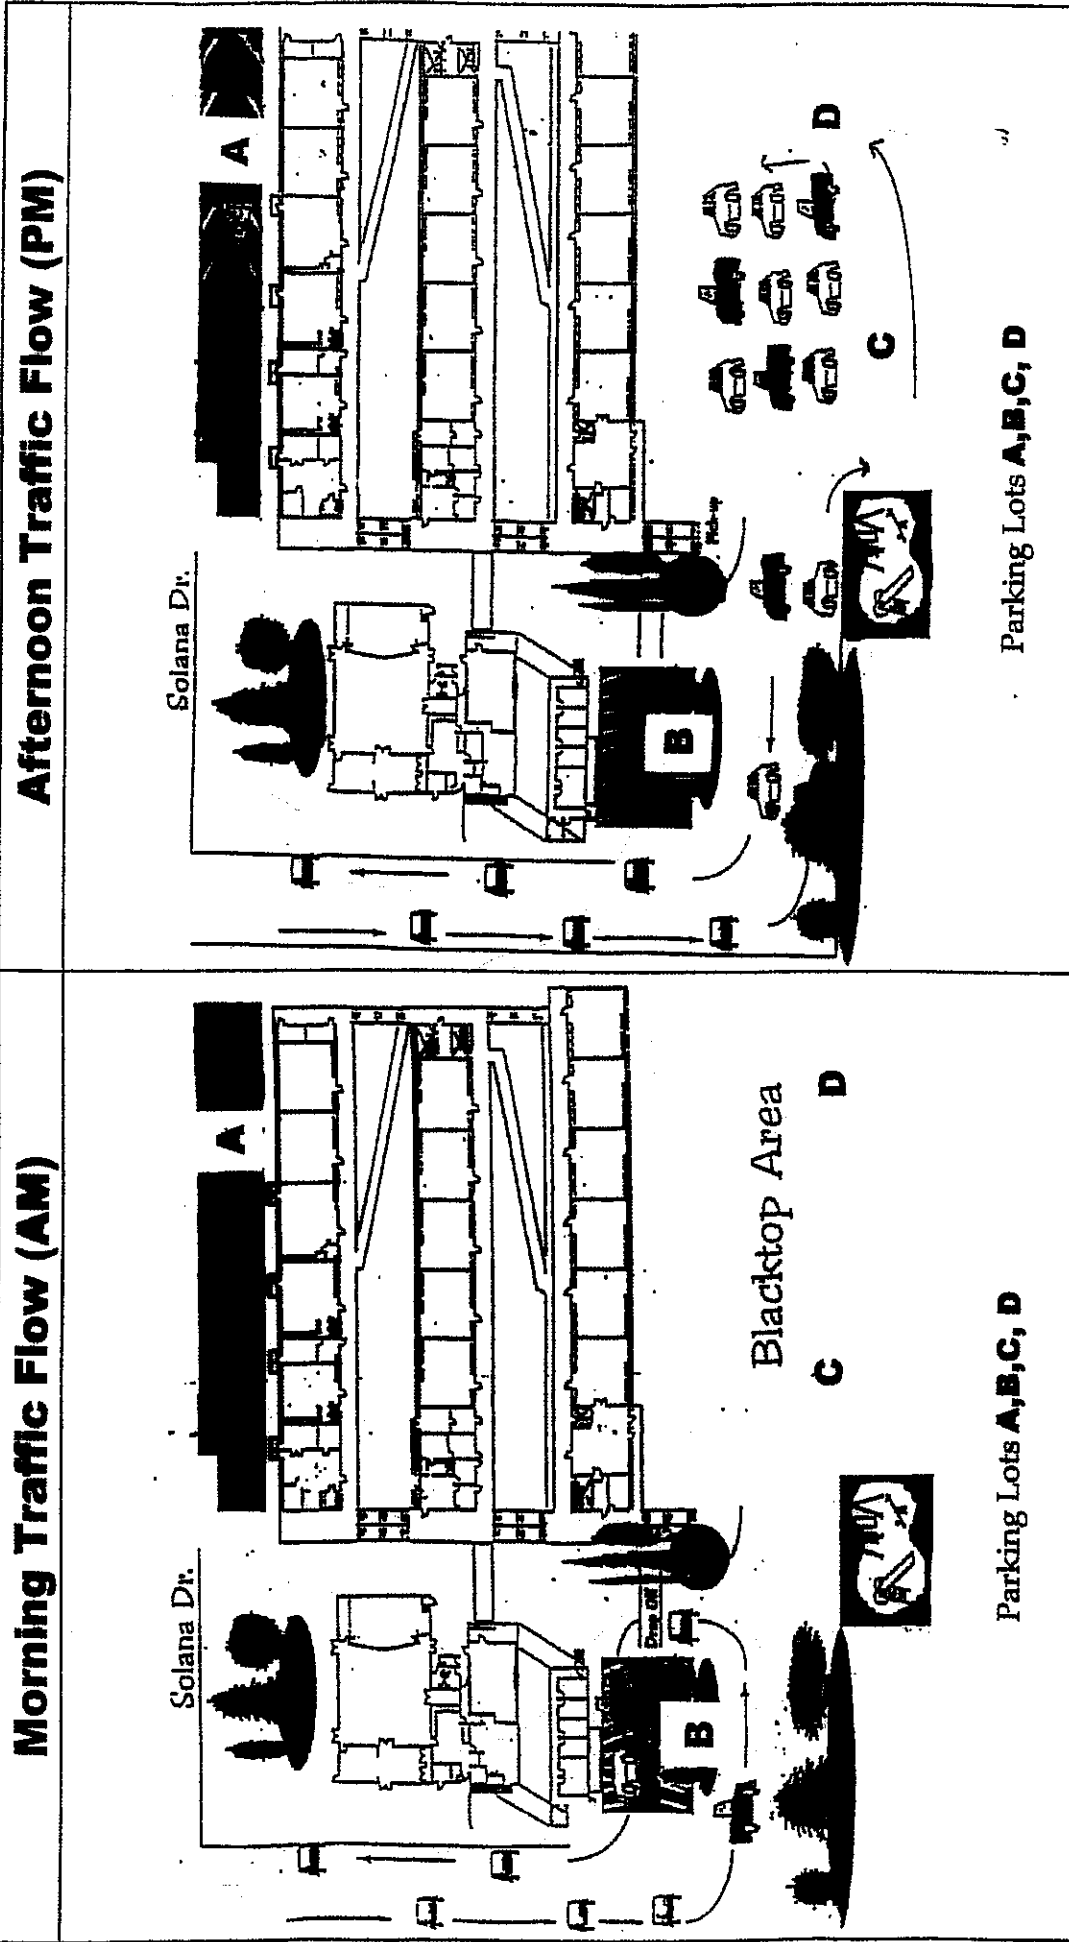 Morning Traffic Flow (AM)
Solana Dr.
A
Drop Off
B
Blacktop Area
C
D
Parking Lots A,B,C, D
Afternoon Traffic Flow (PM)
Solana Dr.
A
Pick-up
B
C
D
Parking Lots A,B,C, D